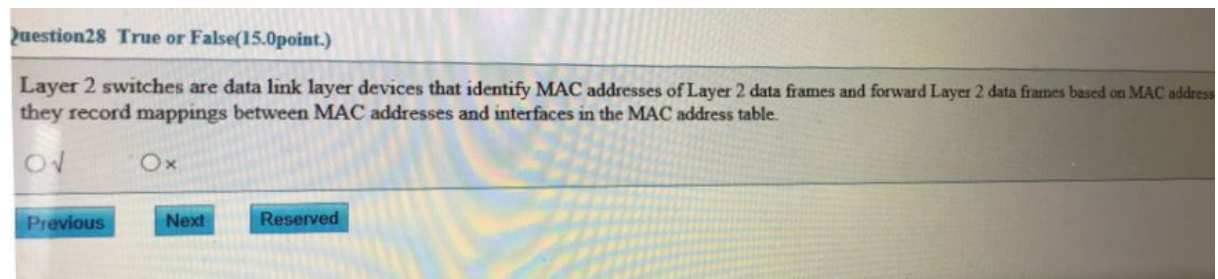 Question28 True or False(15.0point.)
Layer 2 switches are data link layer devices that identify MAC addresses of Layer 2 data frames and forward Layer 2 data frames based on MAC address
they record mappings between MAC addresses and interfaces in the MAC address table.
√ ×
Previous Next Reserved